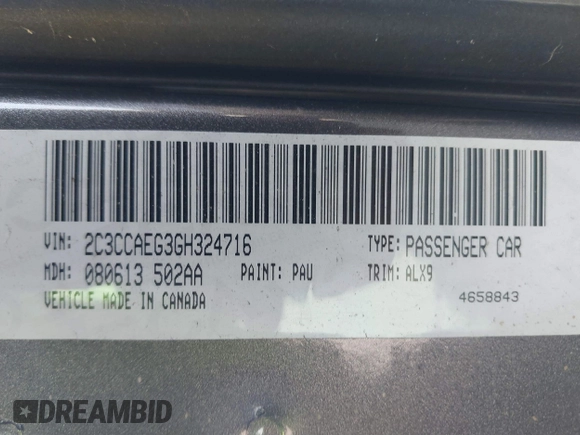 VIN: 2C3CCAEG3GH324716 TYPE: PASSENGER CAR
MDH: 080613 502AA PAINT: PAU TRIM: ALX9
VEHICLE MADE IN CANADA 4658843
DREAMBID